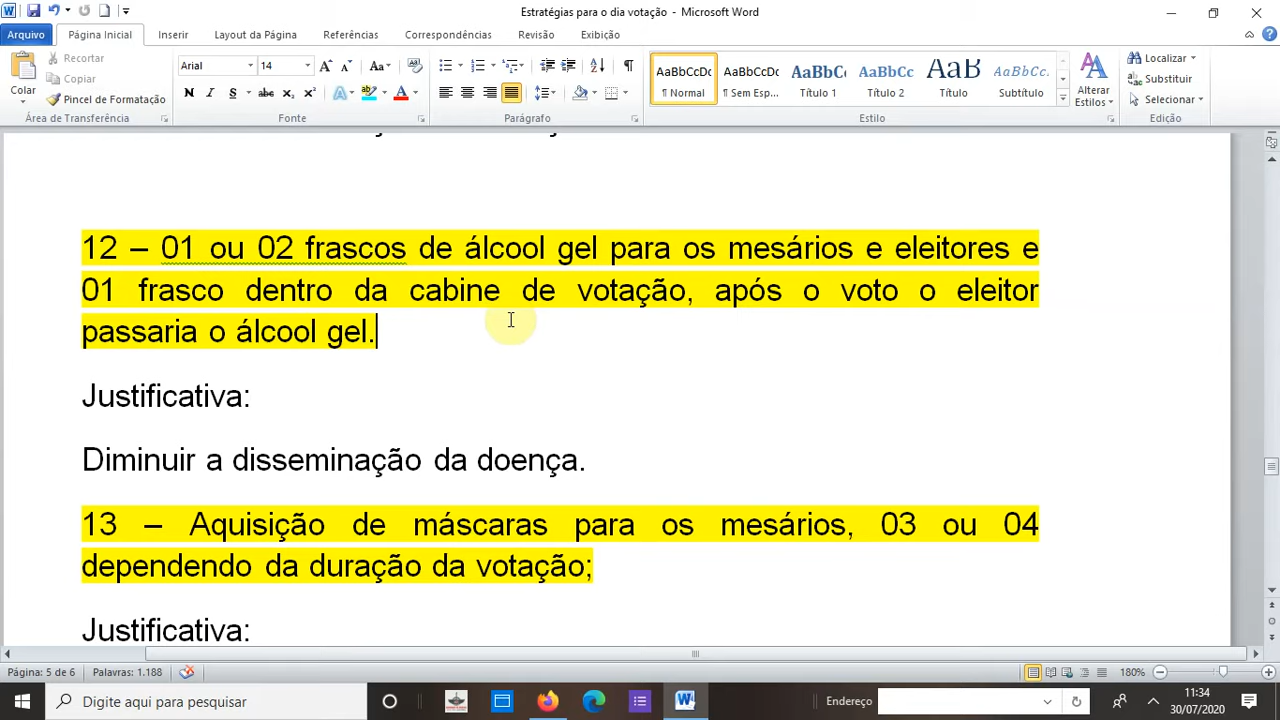 Estratégias para o dia votação - Microsoft Word
Arquivo Página Inicial Inserir Layout da Página Referências Correspondências Revisão Exibição
Colar
Recortar
Copiar
Pincel de Formatação
Área de Transferência
Arial 14
Fonte
Parágrafo
AaBbCcDc AaBbCcDc AaBbCc AaBbCc AaB AaBbCc.
¶ Normal ¶ Sem Esp... Título 1 Título 2 Título Subtítulo
Alterar Estilos
Estilo
Localizar
Substituir
Selecionar
Edição
12 – 01 ou 02 frascos de álcool gel para os mesários e eleitores e
01 frasco dentro da cabine de votação, após o voto o eleitor
passaria o álcool gel.
Justificativa:
Diminuir a disseminação da doença.
13 – Aquisição de máscaras para os mesários, 03 ou 04
dependendo da duração da votação;
Justificativa:
Página: 5 de 6 Palavras: 1.188 180%
Digite aqui para pesquisar
Endereço
11:34
30/07/2020